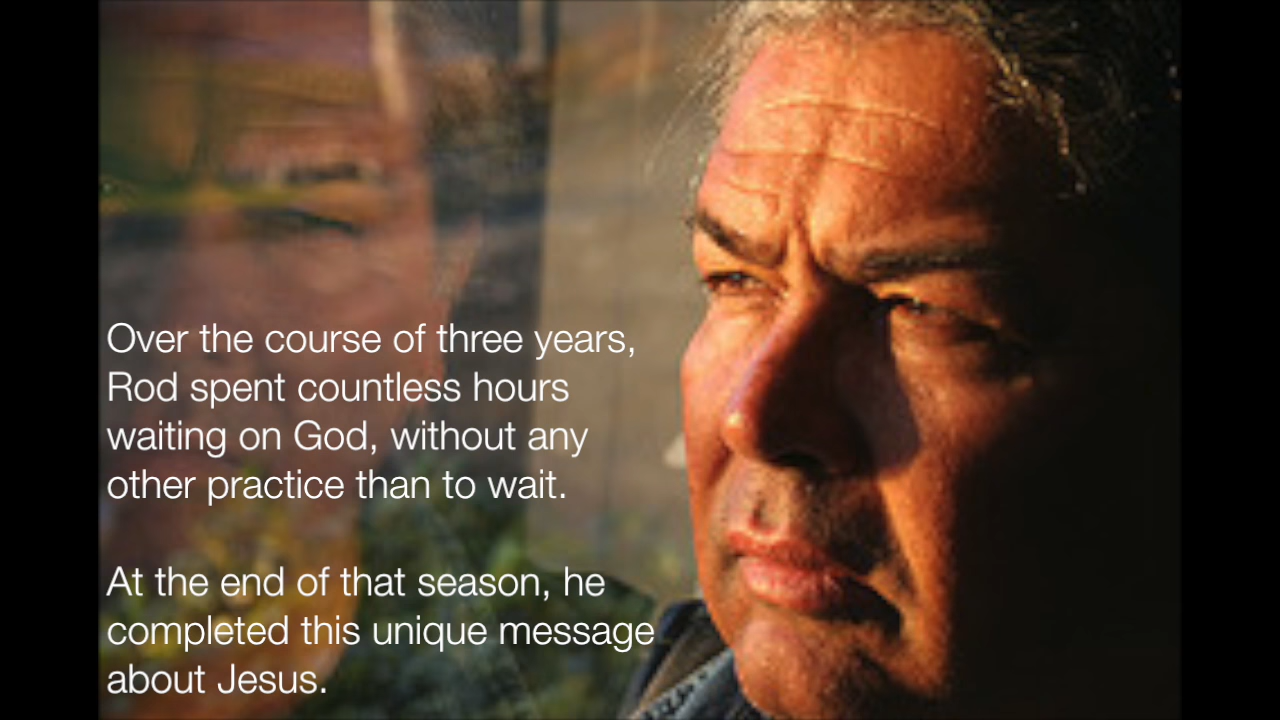 Over the course of three years,
Rod spent countless hours
waiting on God, without any
other practice than to wait.
At the end of that season, he
completed this unique message
about Jesus.